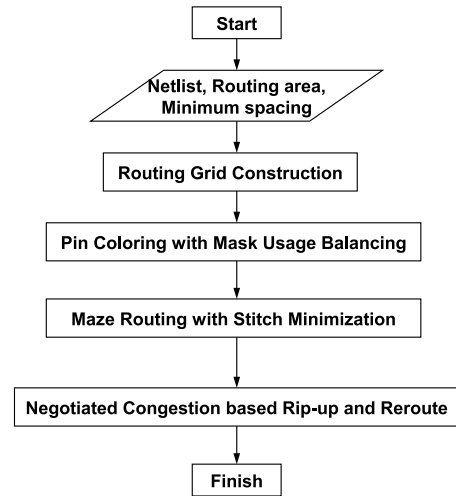 Start
Netlist, Routing area,
Minimum spacing
Routing Grid Construction
Pin Coloring with Mask Usage Balancing
Maze Routing with Stitch Minimization
Negotiated Congestion based Rip-up and Reroute
Finish